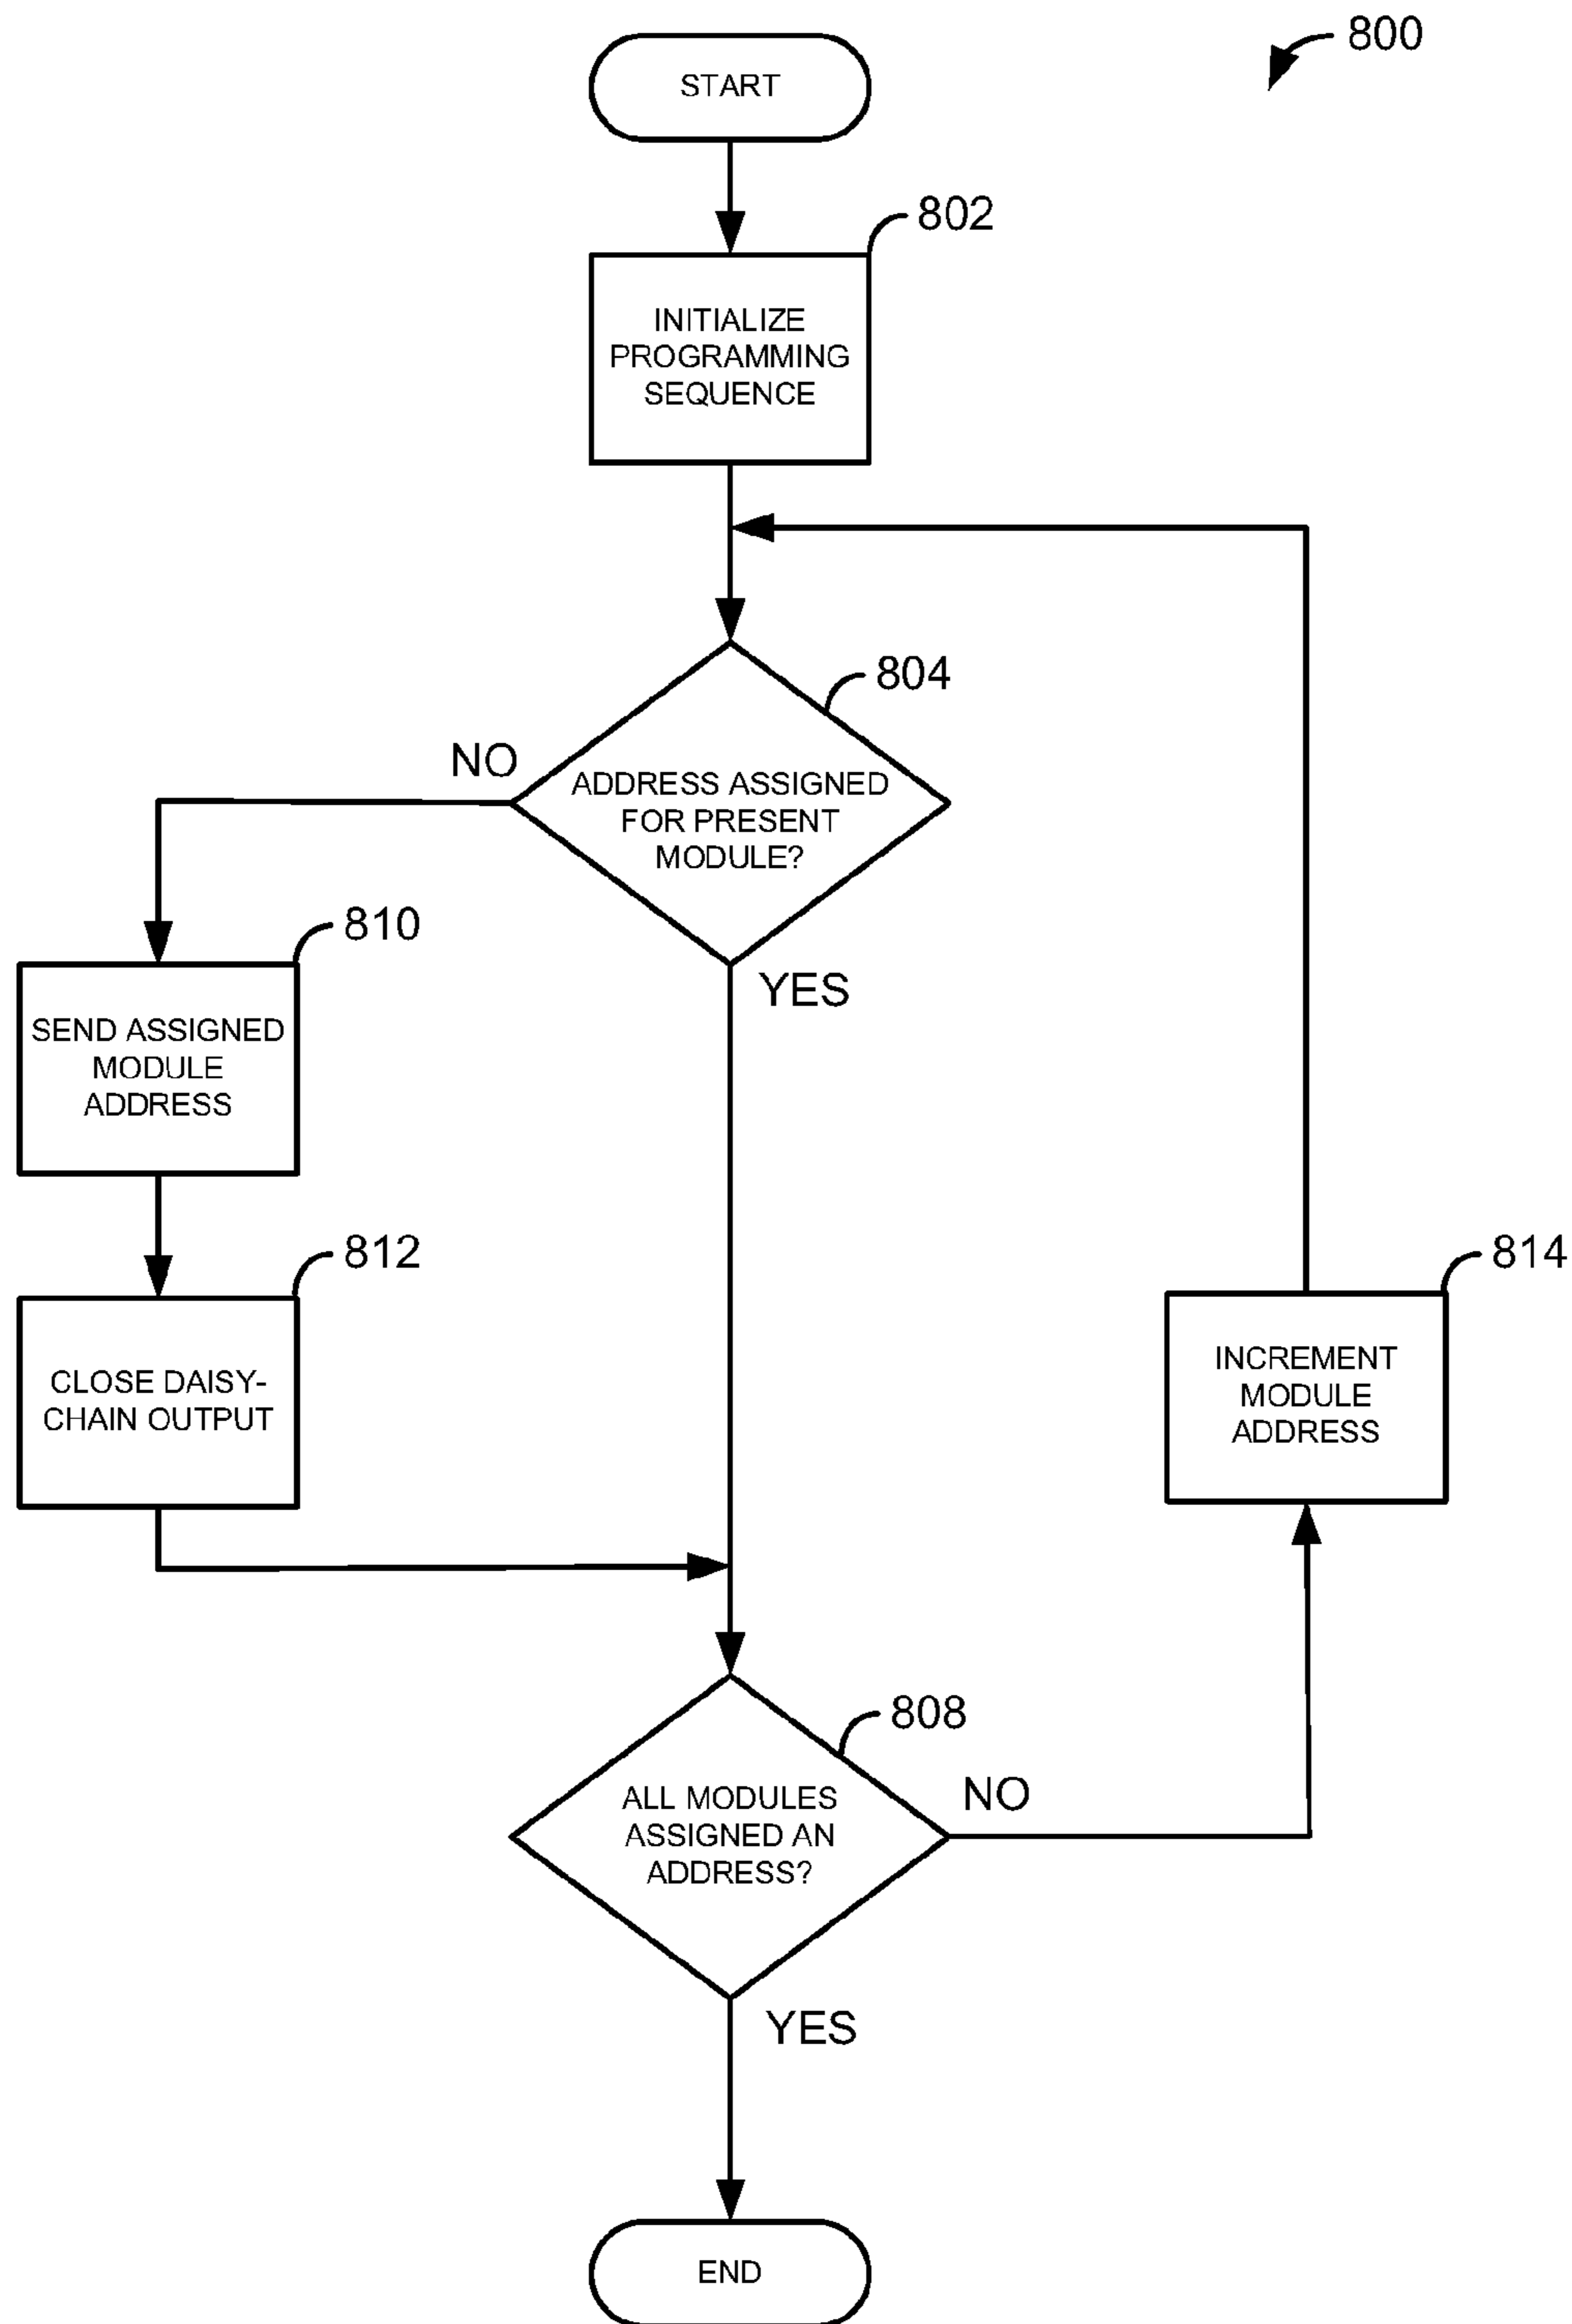 800
START
802
INITIALIZE
PROGRAMMING
SEQUENCE
804
NO
ADDRESS ASSIGNED
FOR PRESENT
MODULE?
YES
810
SEND ASSIGNED
MODULE
ADDRESS
812
CLOSE DAISY-
CHAIN OUTPUT
814
INCREMENT
MODULE
ADDRESS
808
ALL MODULES
ASSIGNED AN
ADDRESS?
NO
YES
END